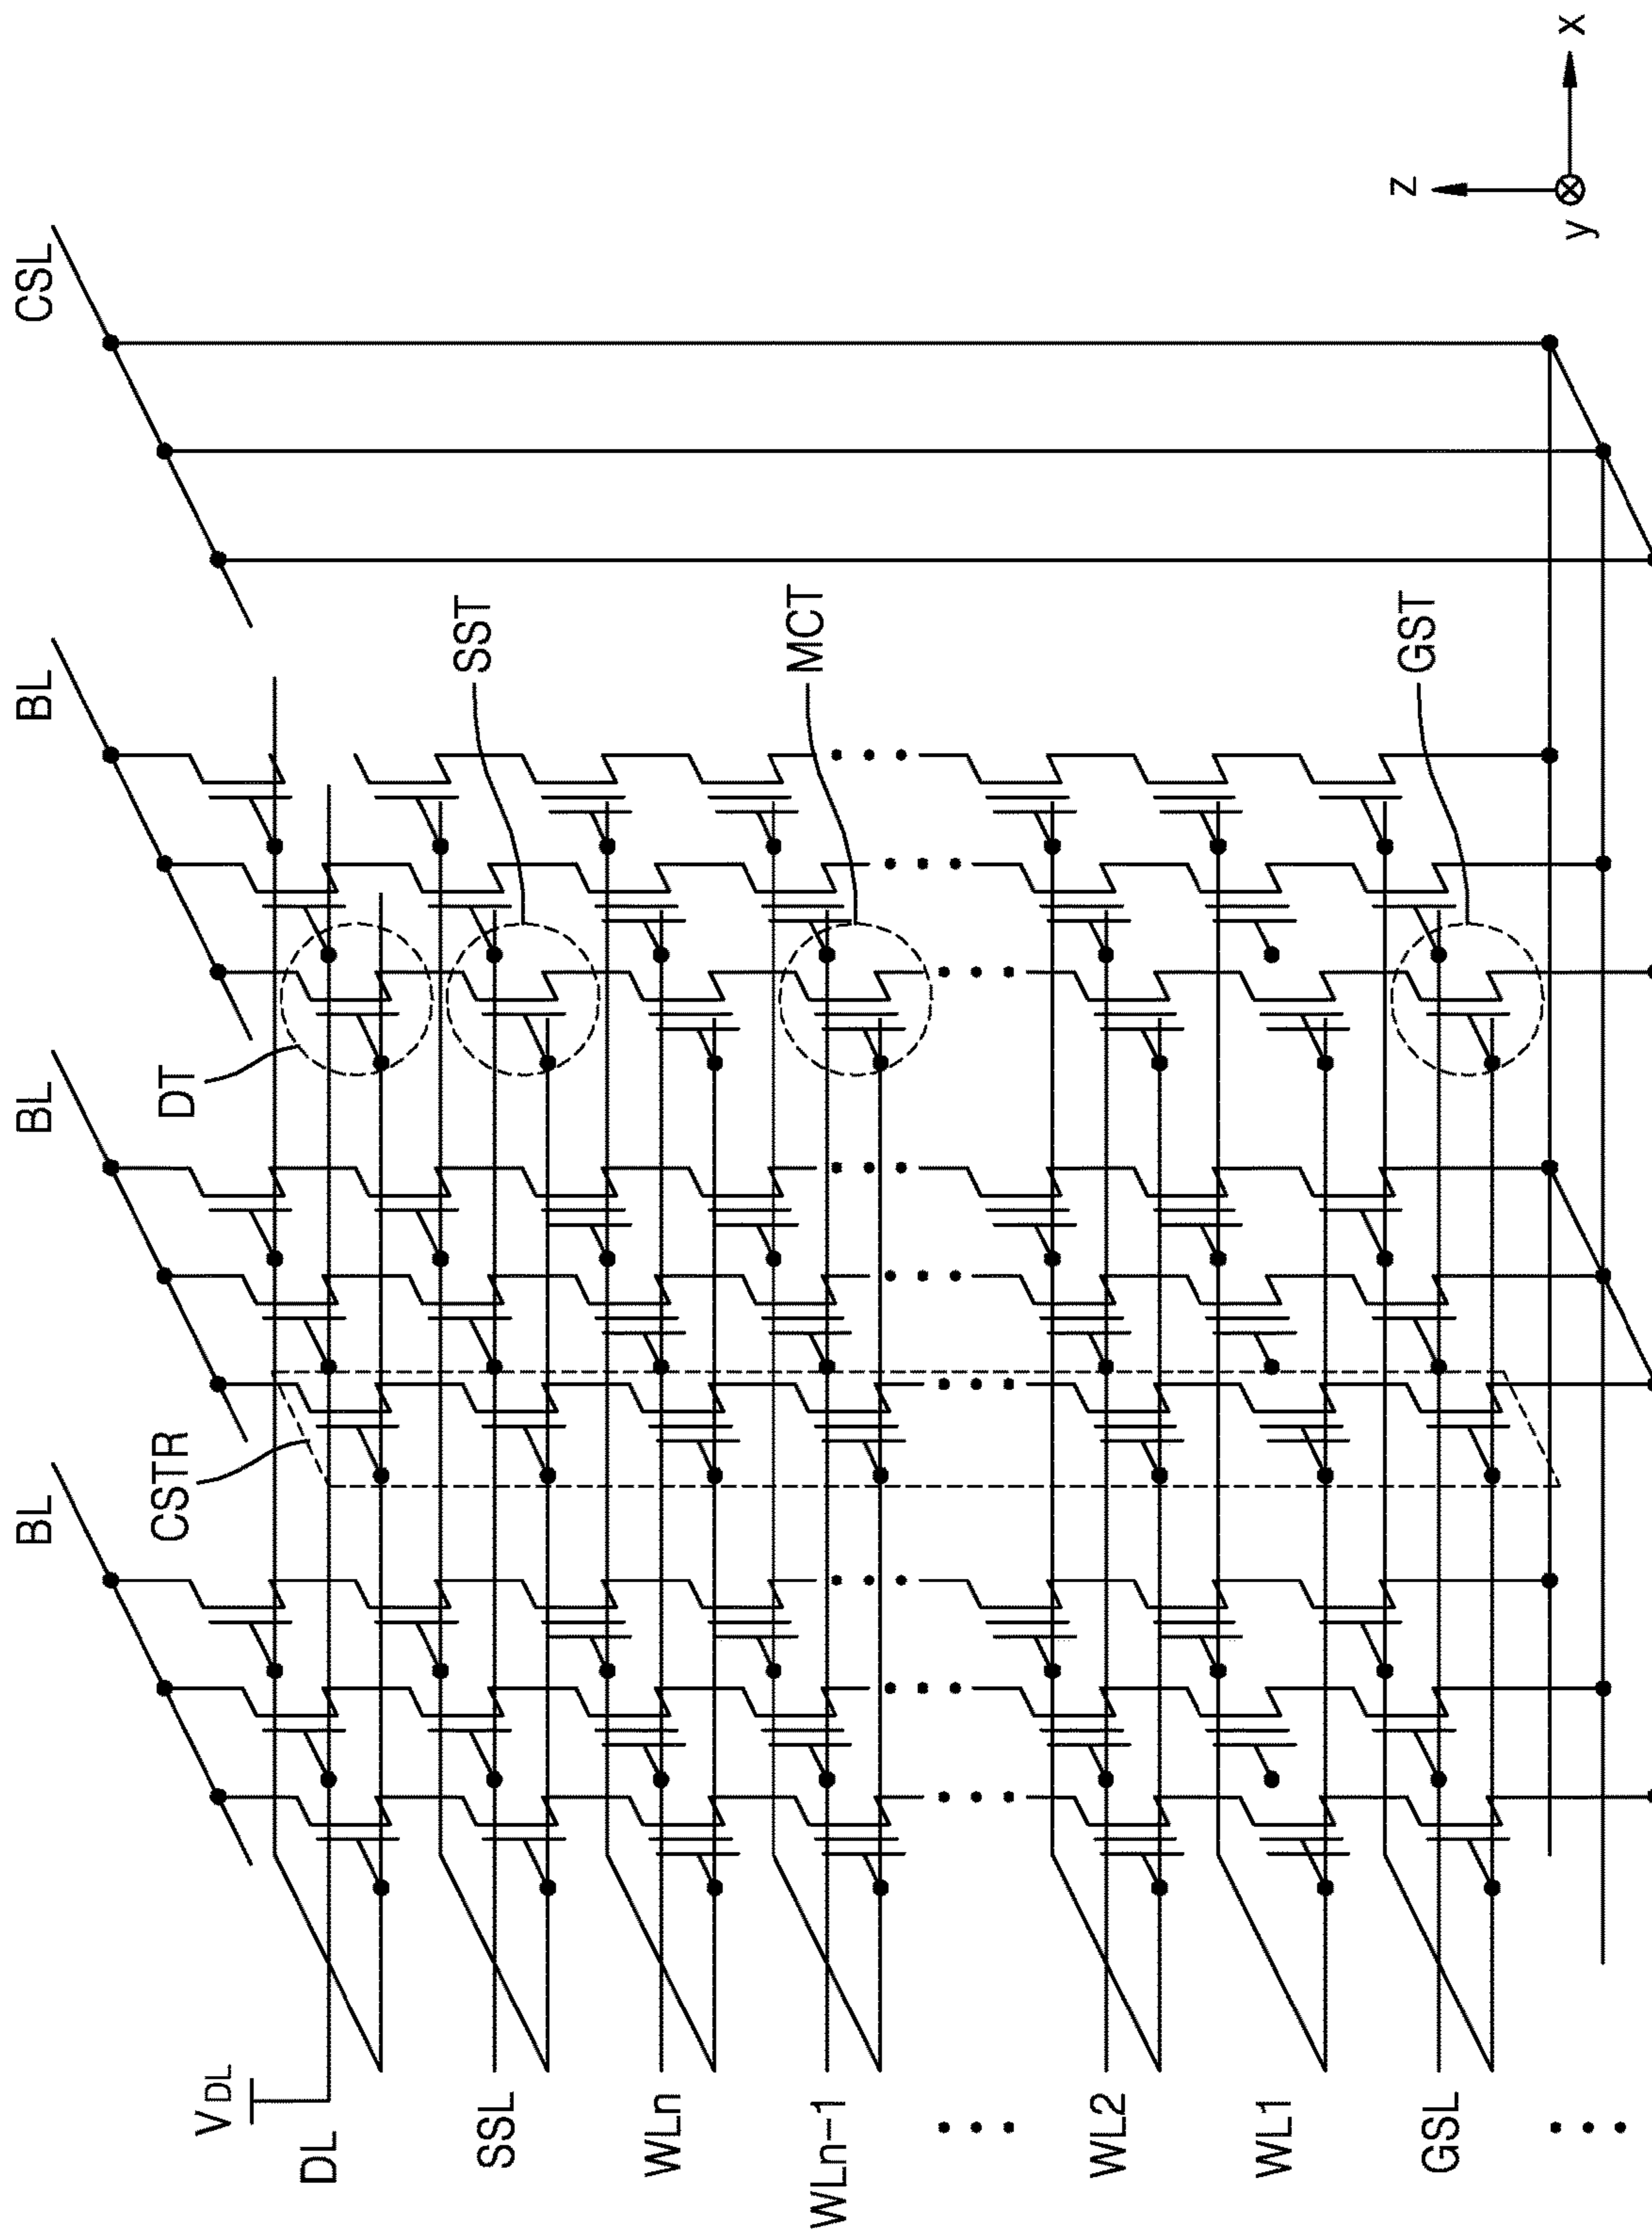 BL
BL
BL
CSL
CSTR
DT
SST
MCT
GST
VDL
DL
SSL
WLn
WLn-1
WL2
WL1
GSL
z
y
x